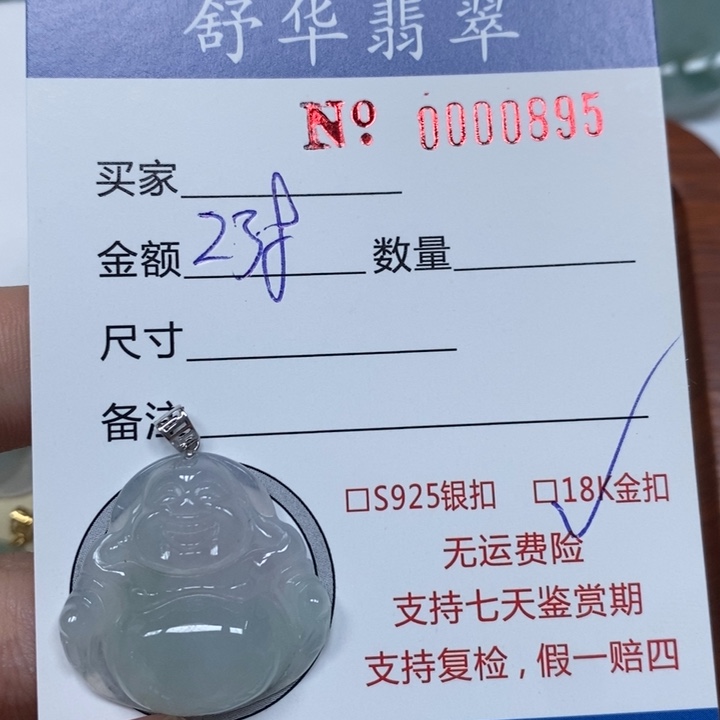 舒华翡翠
Nº 0000895
买家
金额 23 数量
尺寸
备注
□S925银扣 □18K金扣
无运费险
支持七天鉴赏期
支持复检，假一赔四